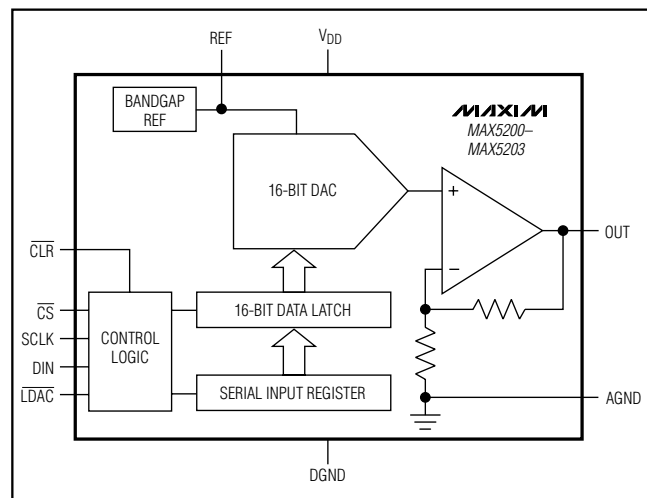 REF
VDD
BANDGAP
REF
MAXIM
MAX5200–
MAX5203
16-BIT DAC
+
OUT
CLR
−
CS
16-BIT DATA LATCH
SCLK
CONTROL
LOGIC
DIN
LDAC
SERIAL INPUT REGISTER
AGND
DGND